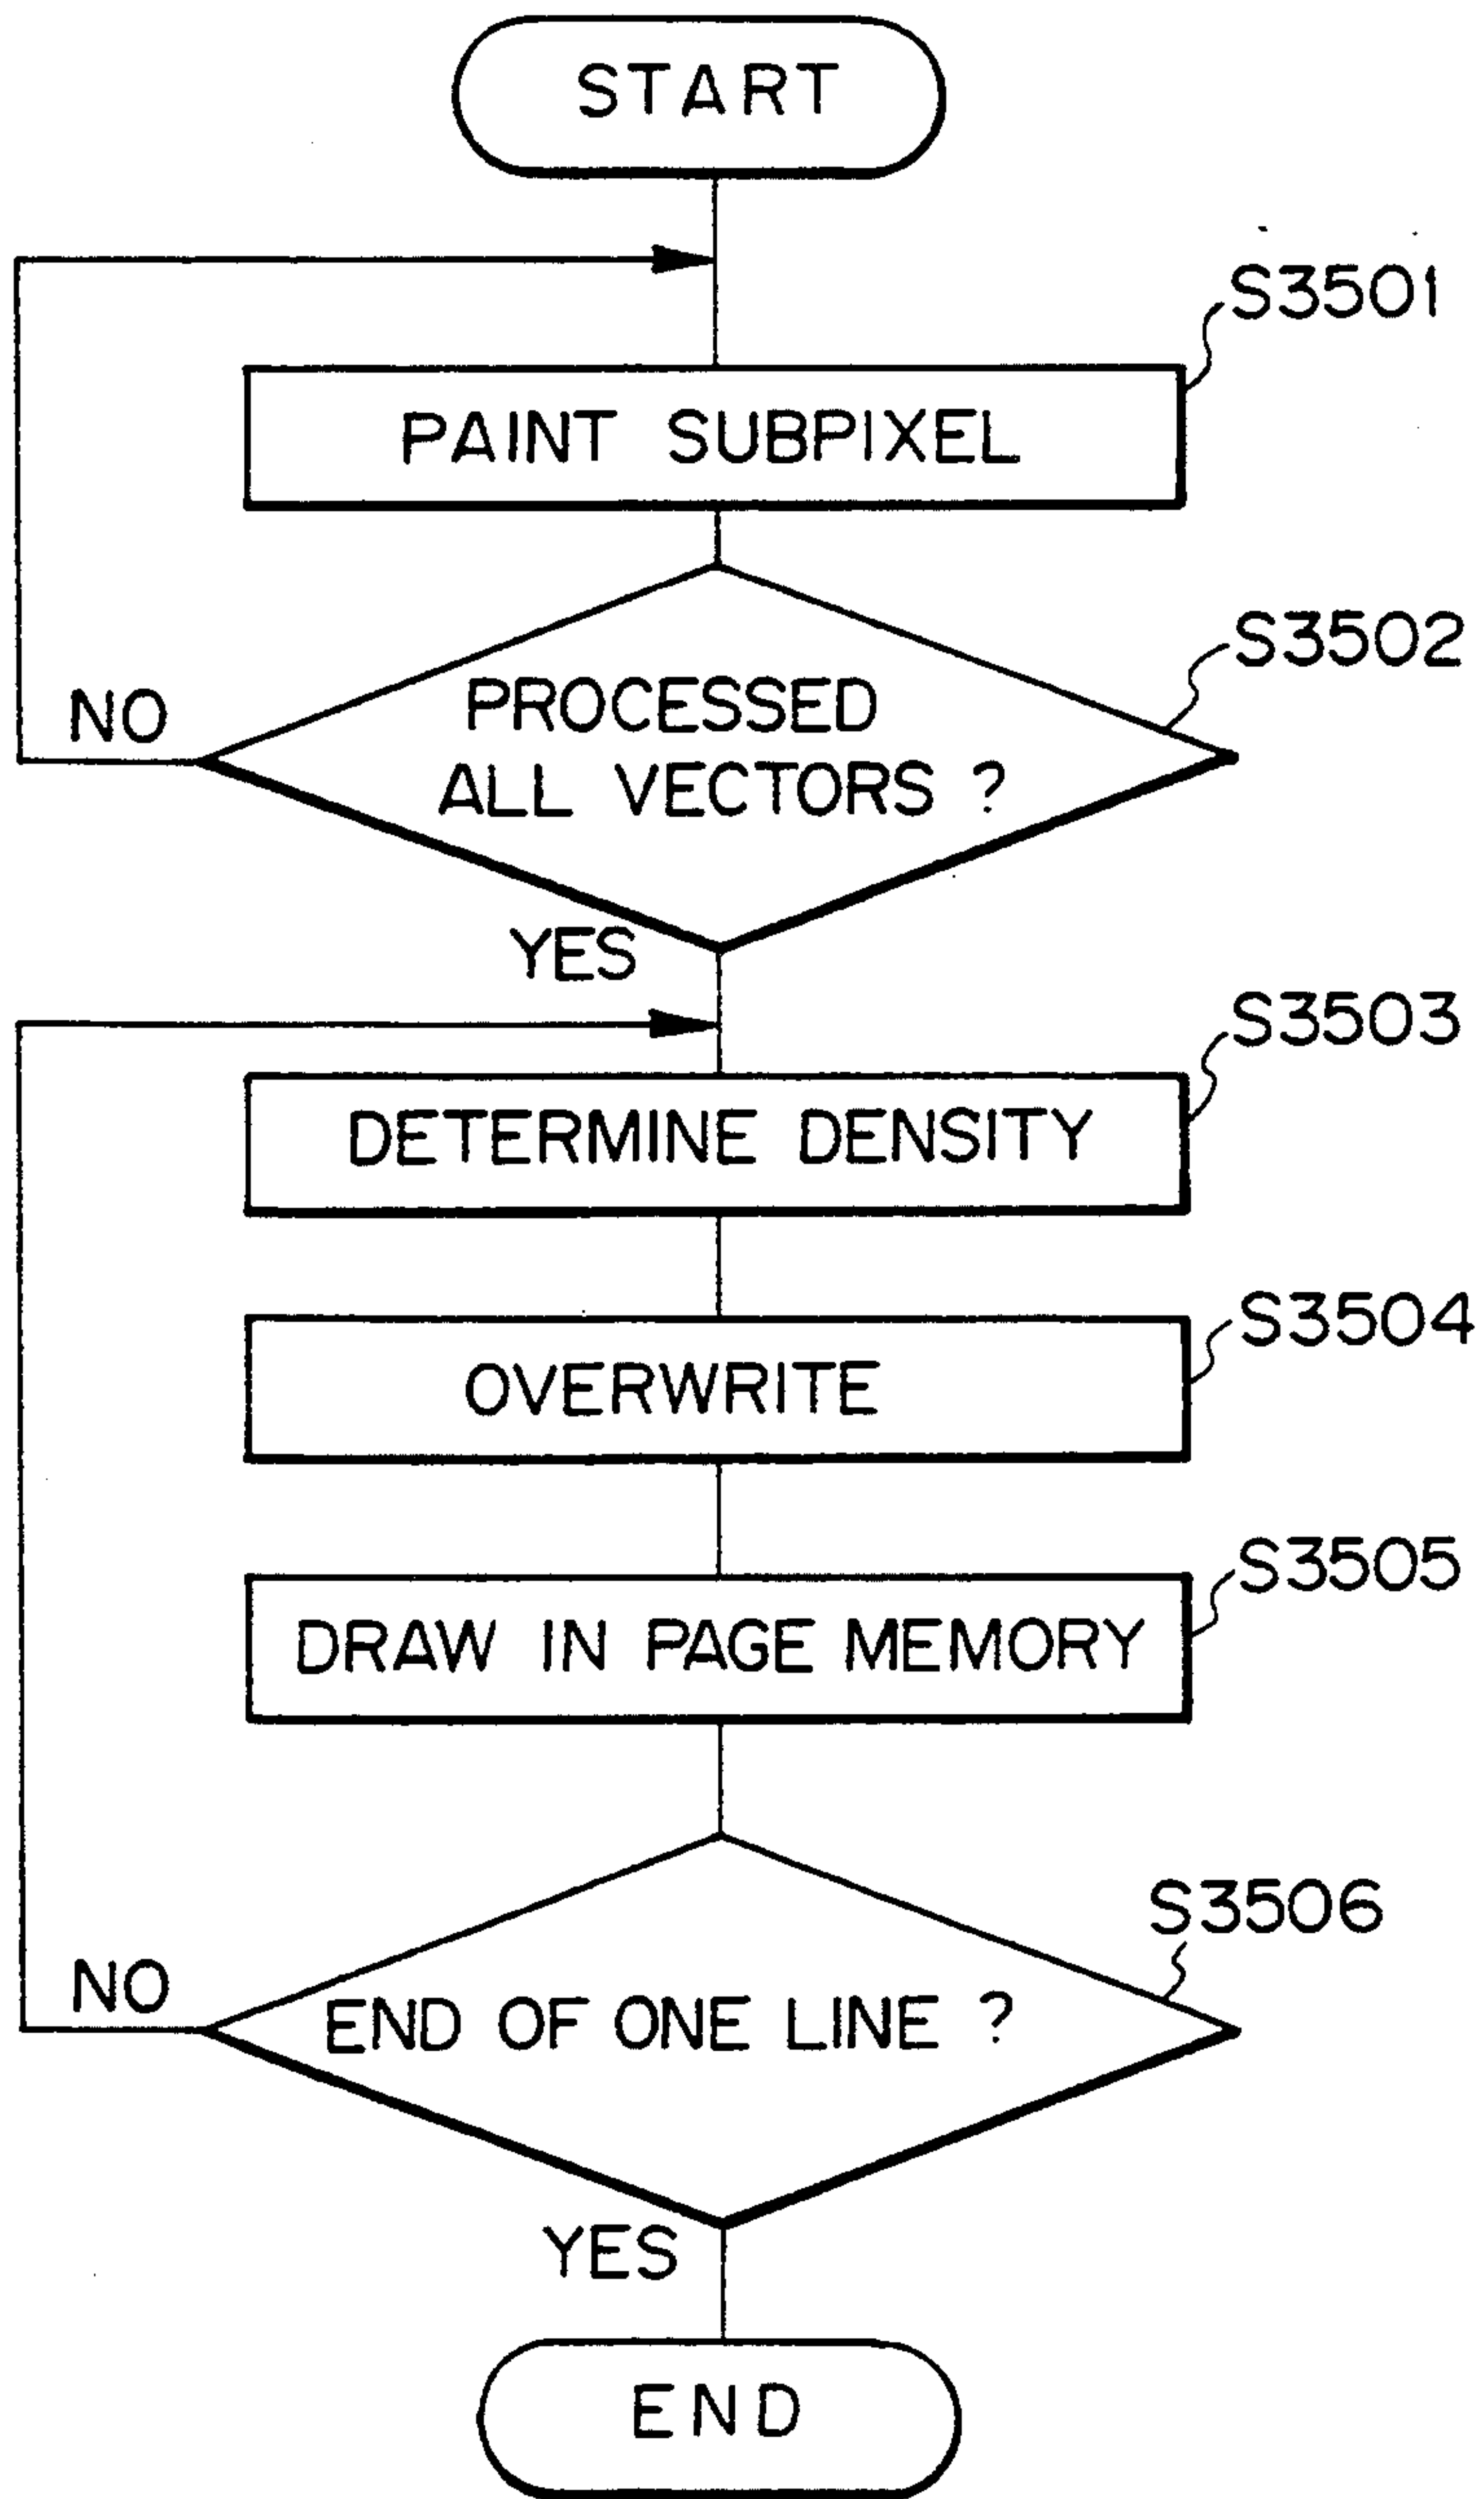 START
S3501
PAINT SUBPIXEL
S3502
NO
PROCESSED
ALL VECTORS ?
YES
S3503
DETERMINE DENSITY
S3504
OVERWRITE
S3505
DRAW IN PAGE MEMORY
S3506
NO
END OF ONE LINE ?
YES
END